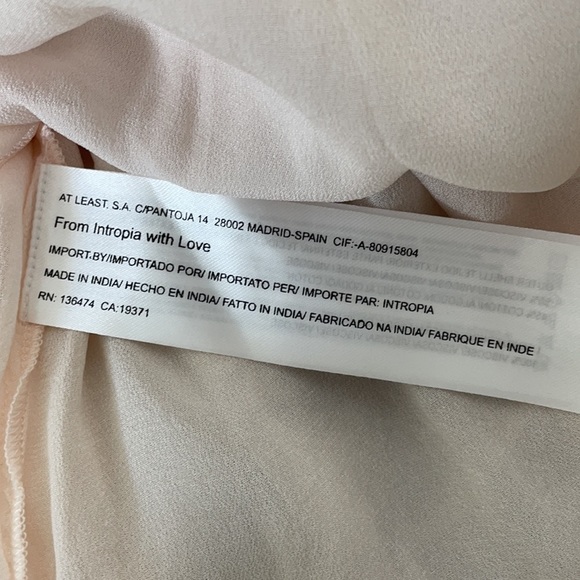 AT LEAST. S.A. C/PANTOJA 14 28002 MADRID-SPAIN CIF:-A-80915804
From Intropia with Love
IMPORT.BY/IMPORTADO POR/ IMPORTATO PER/ IMPORTE PAR: INTROPIA
MADE IN INDIA/ HECHO EN INDIA/ FATTO IN INDIA/ FABRICADO NA INDIA/ FABRIQUE EN INDE
RN: 136474 CA:19371